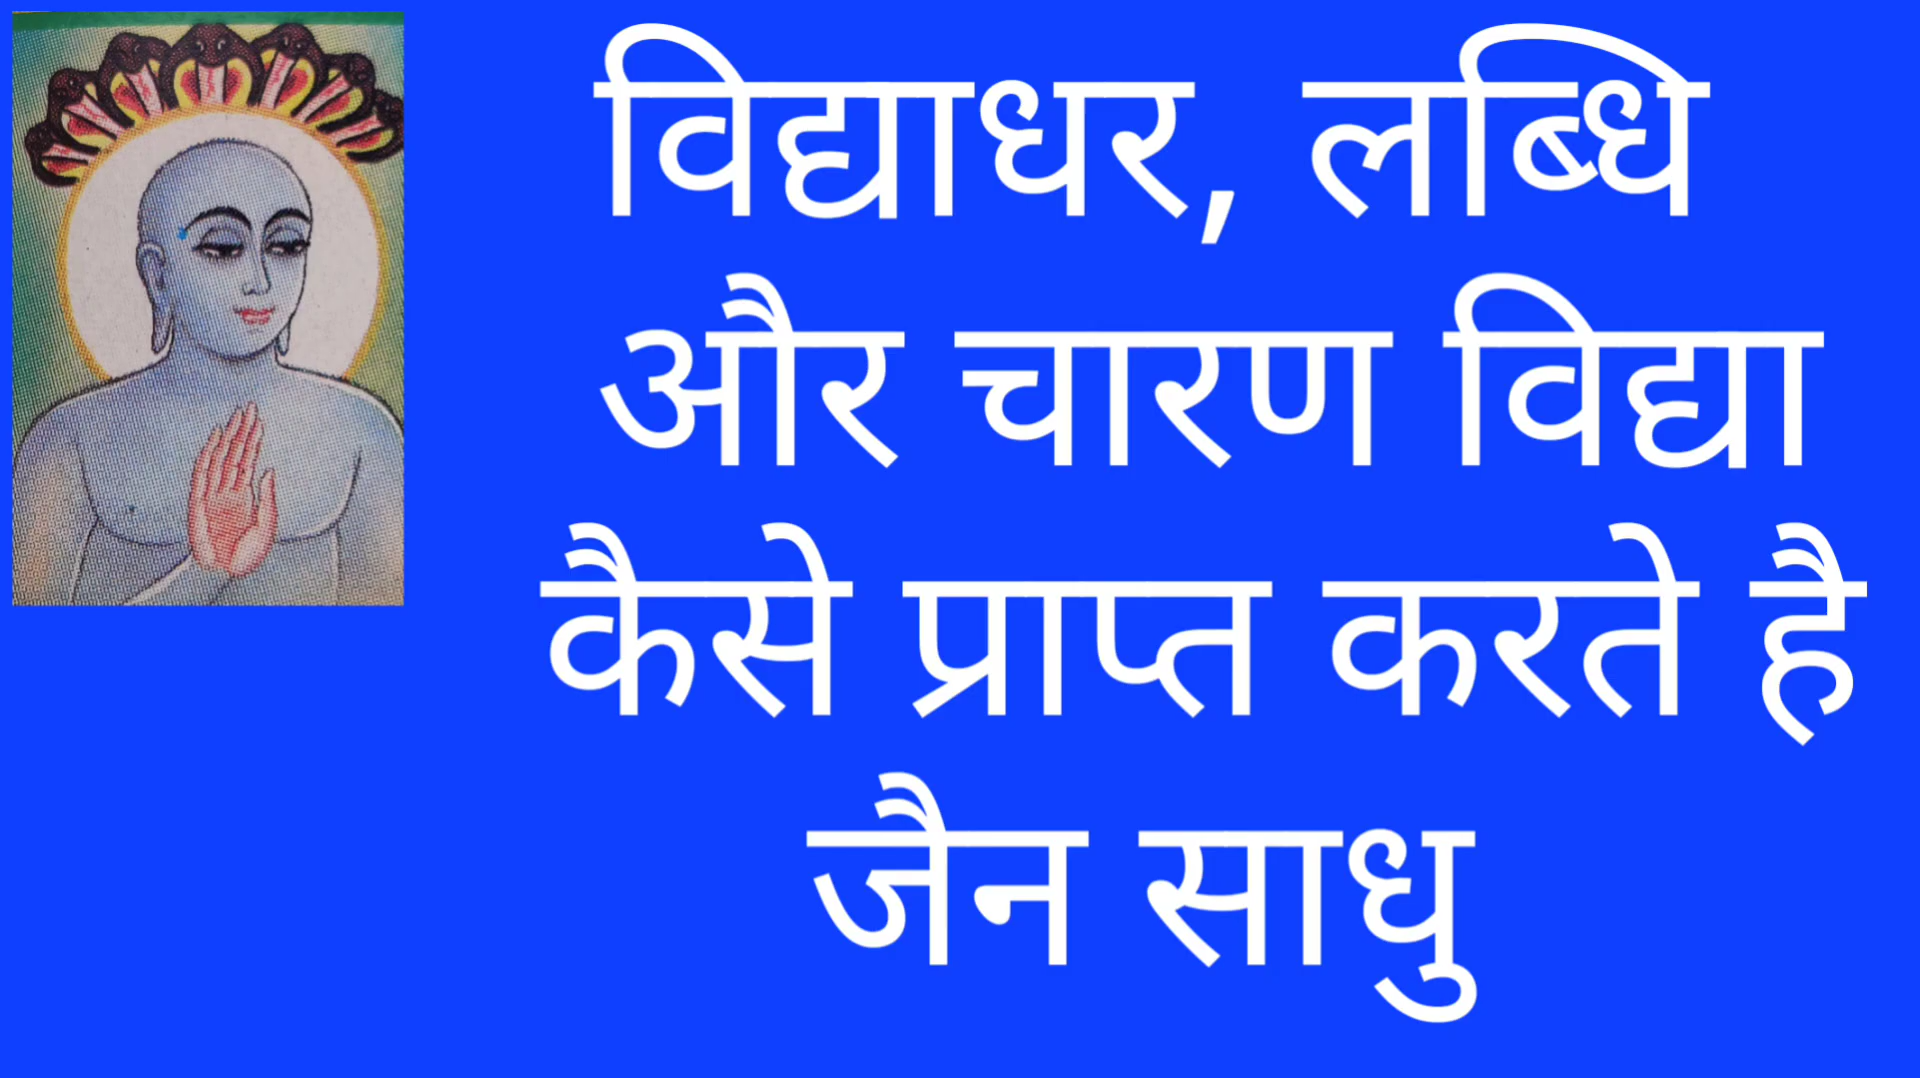 विद्याधर, लब्धि
और चारण विद्या
कैसे प्राप्त करते है
जैन साधु